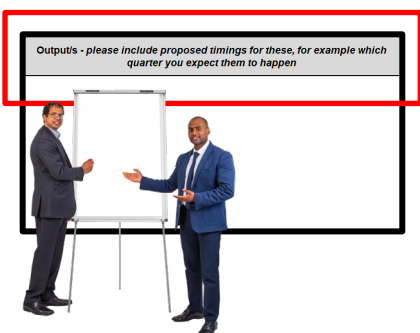 Output/s - please include proposed timings for these, for example which
quarter you expect them to happen